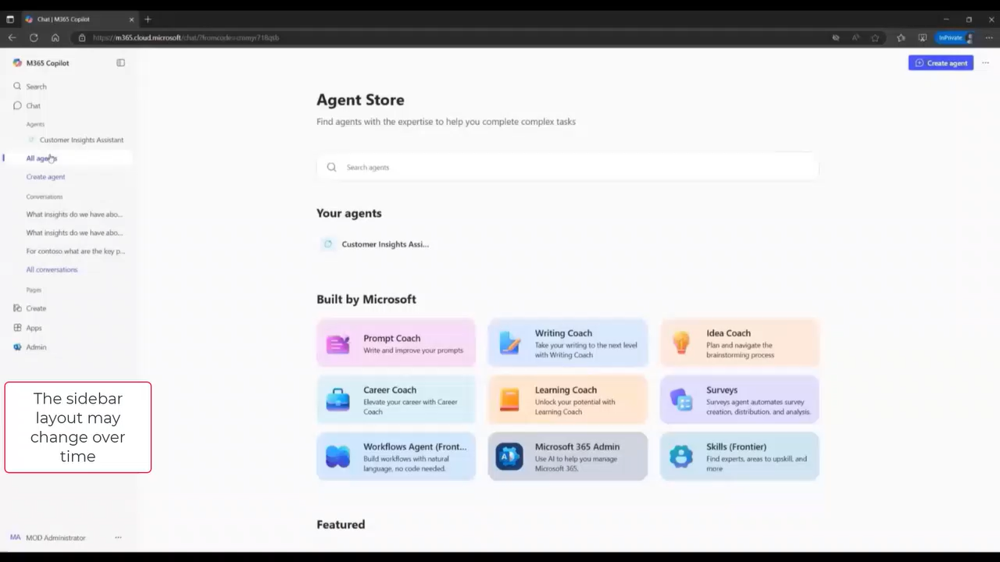 Chat | M365 Copilot
InPrivate
M365 Copilot
Create agent
Search
Chat
Agents
Customer Insights Assistant
All agents
Create agent
Conversations
What insights do we have abo...
What insights do we have abo...
For contoso what are the key p...
All conversations
Pages
Create
Apps
Admin
The sidebar
layout may
change over
time
MA MOD Administrator
Agent Store
Find agents with the expertise to help you complete complex tasks
Search agents
Your agents
Customer Insights Assi...
Built by Microsoft
Prompt Coach
Write and improve your prompts
Writing Coach
Take your writing to the next level
with Writing Coach
Idea Coach
Plan and navigate the
brainstorming process
Career Coach
Elevate your career with Career
Coach
Learning Coach
Unlock your potential with
Learning Coach
Surveys
Surveys agent automates survey
creation, distribution, and analysis.
Workflows Agent (Front...
Build workflows with natural
language, no code needed.
Microsoft 365 Admin
Use AI to help you manage
Microsoft 365.
Skills (Frontier)
Find experts, areas to upskill, and
more
Featured